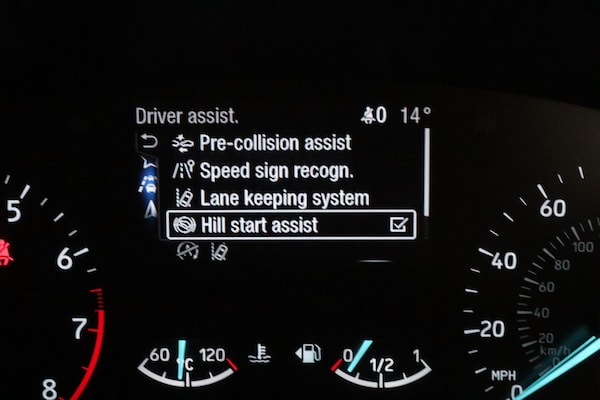 Driver assist. 0 14°
Pre-collision assist
Speed sign recogn.
Lane keeping system
Hill start assist
5
6
7
8
60 °C 120
0 1/2 1
60
40
20
0
MPH
100
80
60
40
20
0
km/h